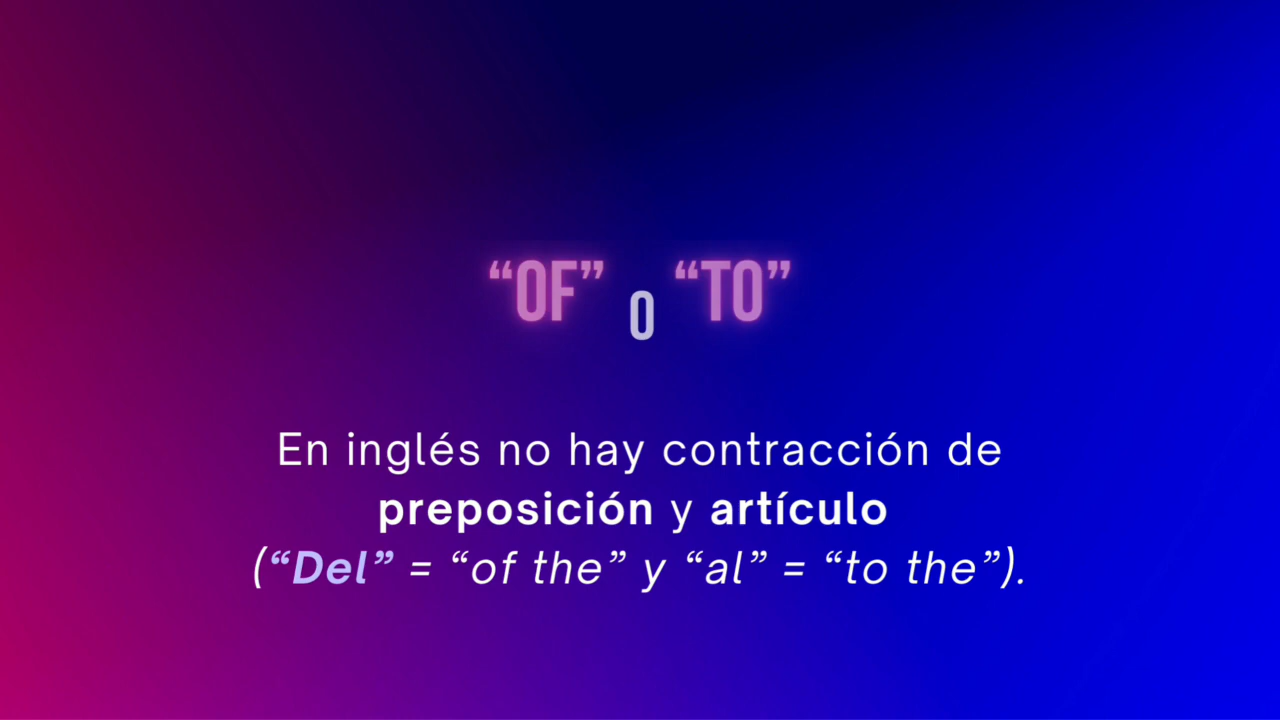 “OF” O “TO”
En inglés no hay contracción de
preposición y artículo
(“Del” = “of the” y “al” = “to the”).